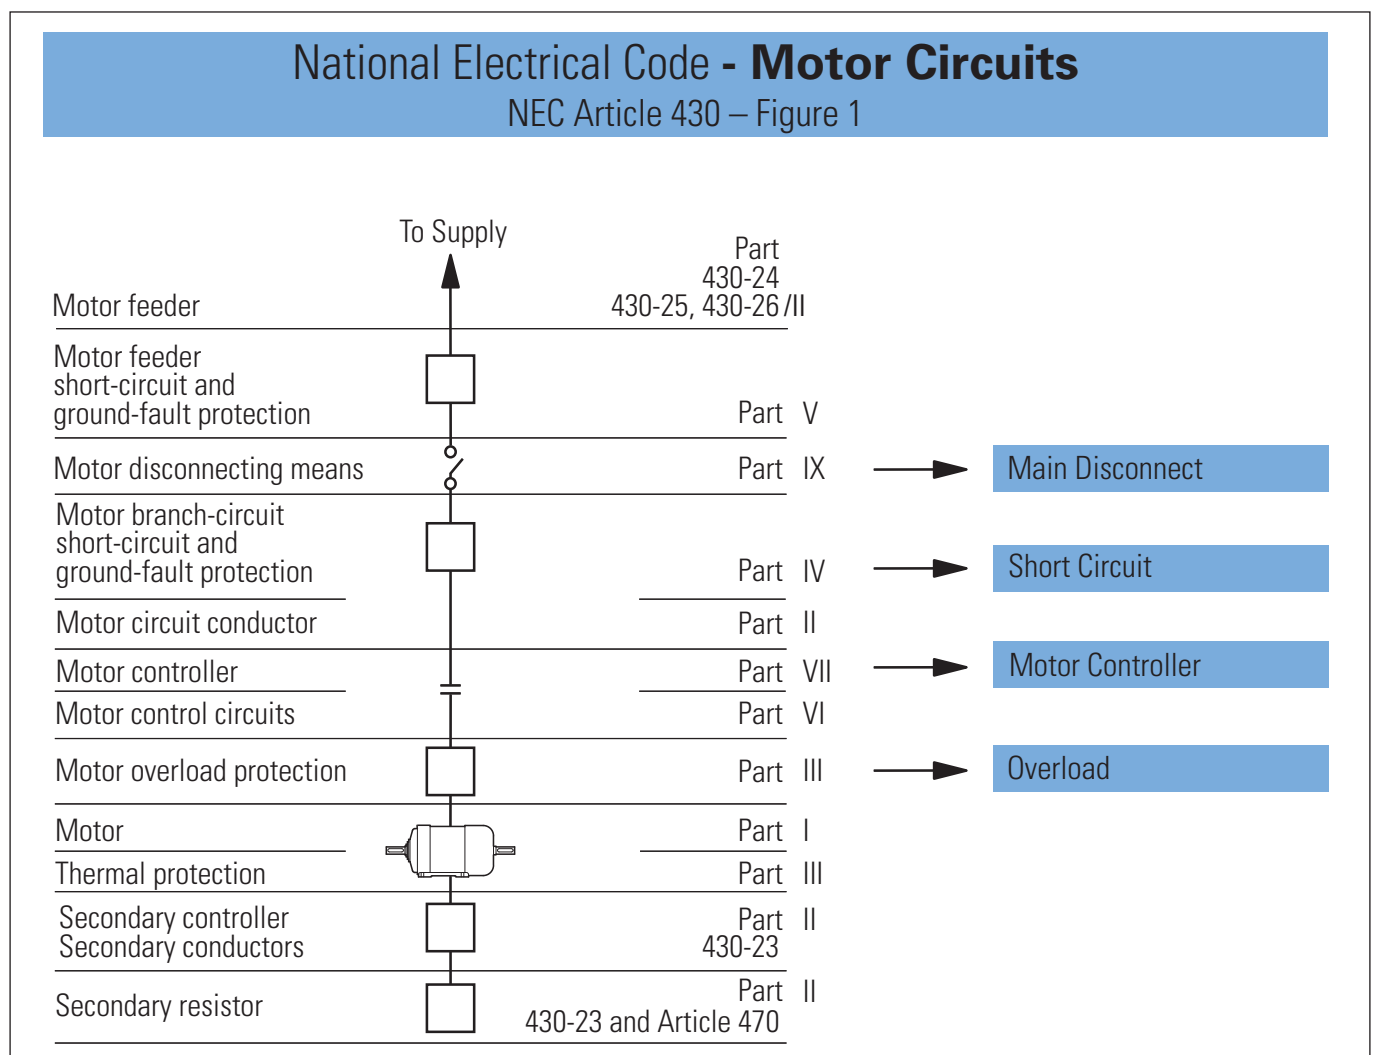 National Electrical Code - Motor Circuits
NEC Article 430 – Figure 1
To Supply
Part
430-24
Motor feeder 430-25, 430-26 /II
Motor feeder
short-circuit and
ground-fault protection Part V
Motor disconnecting means Part IX Main Disconnect
Motor branch-circuit
short-circuit and
ground-fault protection Part IV Short Circuit
Motor circuit conductor Part II
Motor controller Part VII Motor Controller
Motor control circuits Part VI
Motor overload protection Part III Overload
Motor Part I
Thermal protection Part III
Secondary controller Part II
Secondary conductors 430-23
Part II
Secondary resistor
430-23 and Article 470